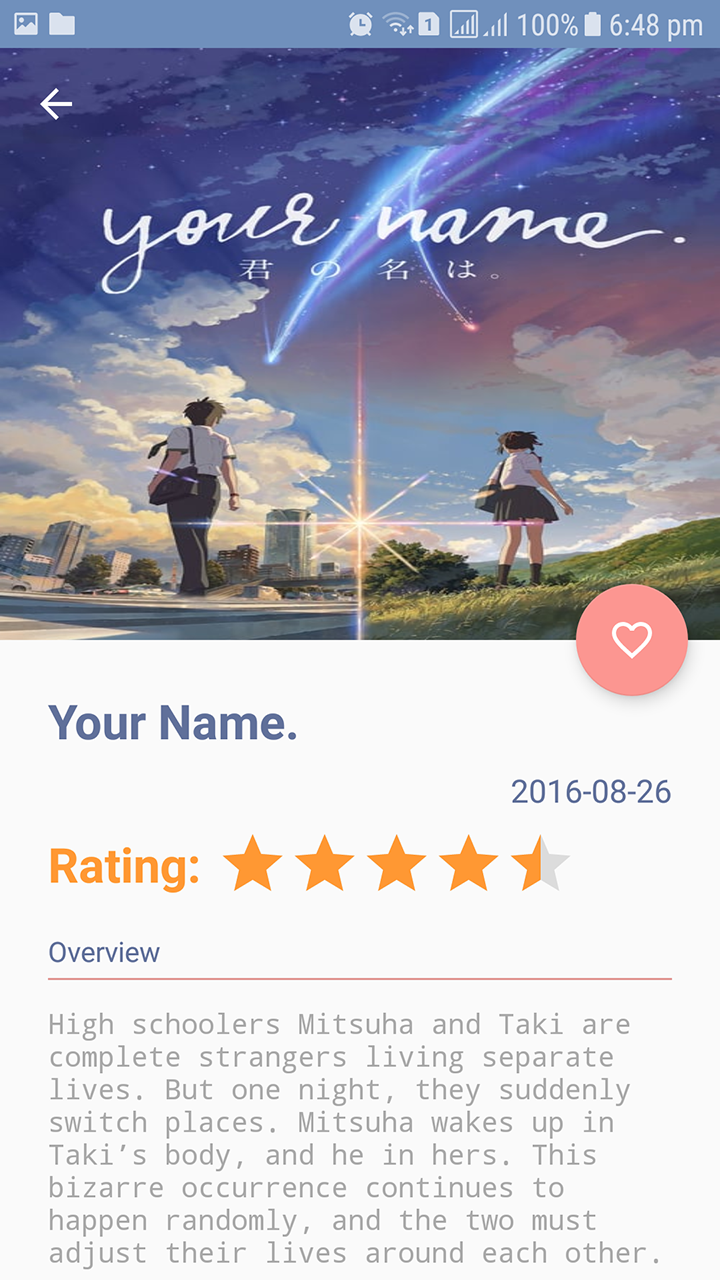 1 100% 6:48 pm
your name.
君の名は。
Your Name.
2016-08-26
Rating:
Overview
High schoolers Mitsuha and Taki are
complete strangers living separate
lives. But one night, they suddenly
switch places. Mitsuha wakes up in
Taki’s body, and he in hers. This
bizarre occurrence continues to
happen randomly, and the two must
adjust their lives around each other.